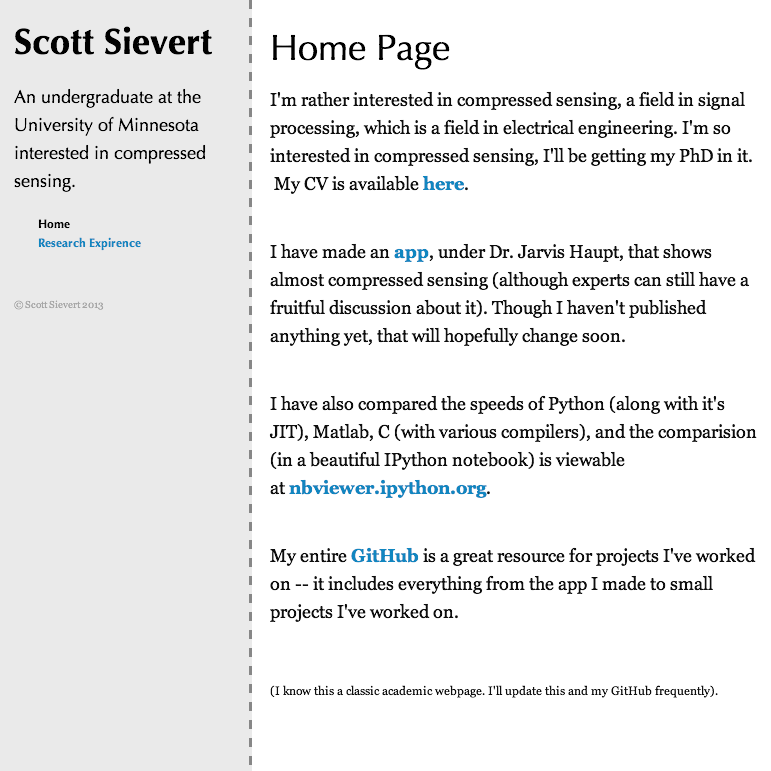 Scott Sievert
An undergraduate at the
University of Minnesota
interested in compressed
sensing.
Home
Research Expirence
© Scott Sievert 2013
Home Page
I'm rather interested in compressed sensing, a field in signal
processing, which is a field in electrical engineering. I'm so
interested in compressed sensing, I'll be getting my PhD in it.
My CV is available here.
I have made an app, under Dr. Jarvis Haupt, that shows
almost compressed sensing (although experts can still have a
fruitful discussion about it). Though I haven't published
anything yet, that will hopefully change soon.
I have also compared the speeds of Python (along with it's
JIT), Matlab, C (with various compilers), and the comparision
(in a beautiful IPython notebook) is viewable
at nbviewer.ipython.org.
My entire GitHub is a great resource for projects I've worked
on -- it includes everything from the app I made to small
projects I've worked on.
(I know this a classic academic webpage. I'll update this and my GitHub frequently).